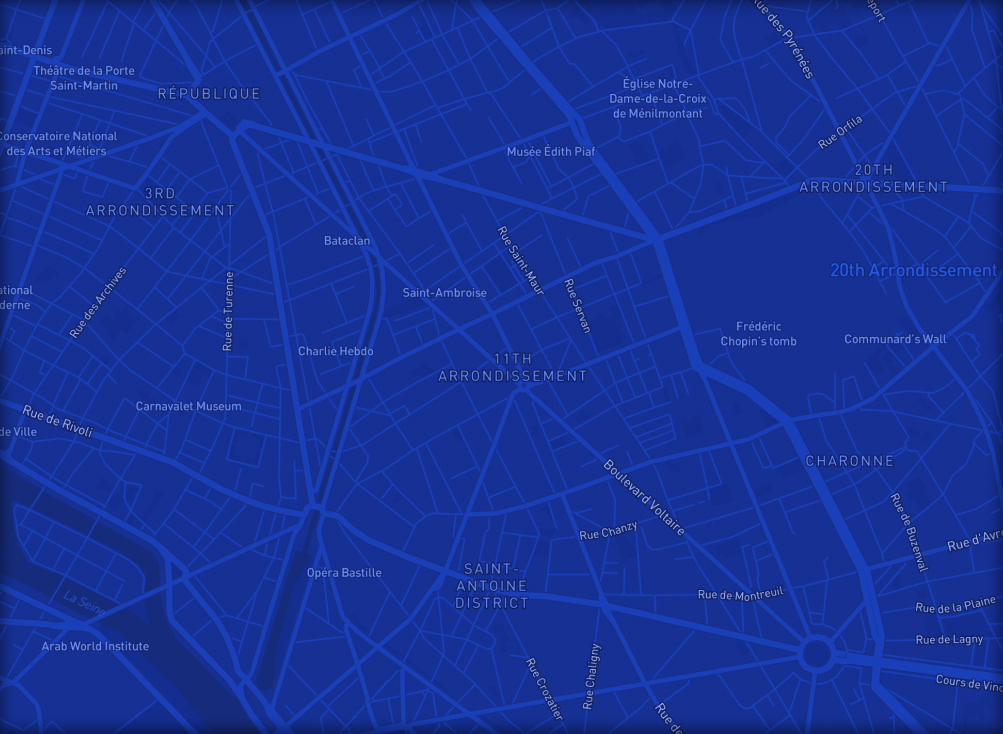 Rue des Pyrénées
aint-Denis
Théâtre de la Porte
Saint-Martin
RÉPUBLIQUE
Église Notre-
Dame-de-la-Croix
de Ménilmontant
Conservatoire National
des Arts et Métiers
Musée Édith Piaf
Rue Orfila
3RD
ARRONDISSEMENT
20TH
ARRONDISSEMENT
Bataclan
Rue Saint-Maur
20th Arrondissement
Rue des Archives
Rue de Turenne
Saint-Ambroise
Rue Servan
ational
derne
Frédéric
Chopin's tomb
Communard's Wall
Charlie Hebdo
11TH
ARRONDISSEMENT
Carnavalet Museum
Rue de Rivoli
de Ville
CHARONNE
Boulevard Voltaire
Rue Chanzy
Rue de Buzenval
Rue d'Avr
Opéra Bastille
SAINT-
ANTOINE
DISTRICT
La Seine
Rue de Montreuil
Rue de la Plaine
Arab World Institute
Rue de Lagny
Rue Crozatier
Rue Chaligny
Cours de Vinc
Rue de